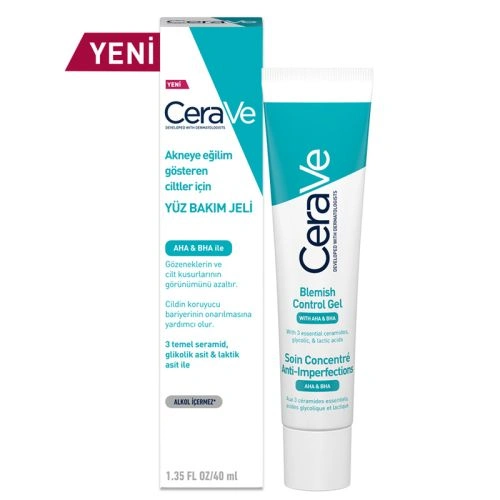 YENİ
YENİ
CeraVe
DEVELOPED WITH DERMATOLOGISTS
Akneye eğilim
gösteren
ciltler için
YÜZ BAKIM JELİ
AHA & BHA ile
Gözeneklerin ve
cilt kusurlarının
görünümünü azaltır.
Cildin koruyucu
bariyerinin onarılmasına
yardımcı olur.
3 temel seramid,
glikolik asit & laktik
asit ile
ALKOL İÇERMEZ*
1.35 FL OZ/40 ml
CeraVe
DEVELOPED WITH DERMATOLOGISTS
Blemish
Control Gel
WITH AHA & BHA
With 3 essential ceramides,
glycolic, & lactic acids
Soin Concentré
Anti-Imperfections
AHA & BHA
Aux 3 céramides essentiels,
acides glycolique et lactique